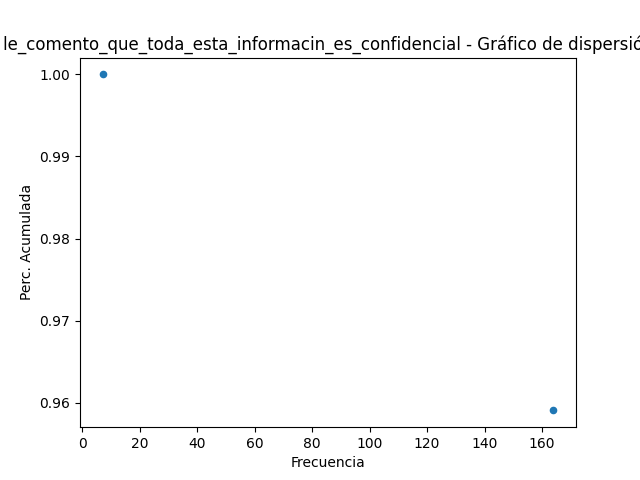 le_comento_que_toda_esta_informacin_es_confidencial - Gráfico de dispersió
1.00
0.99
0.98
0.97
0.96
Perc. Acumulada
0 20 40 60 80 100 120 140 160
Frecuencia